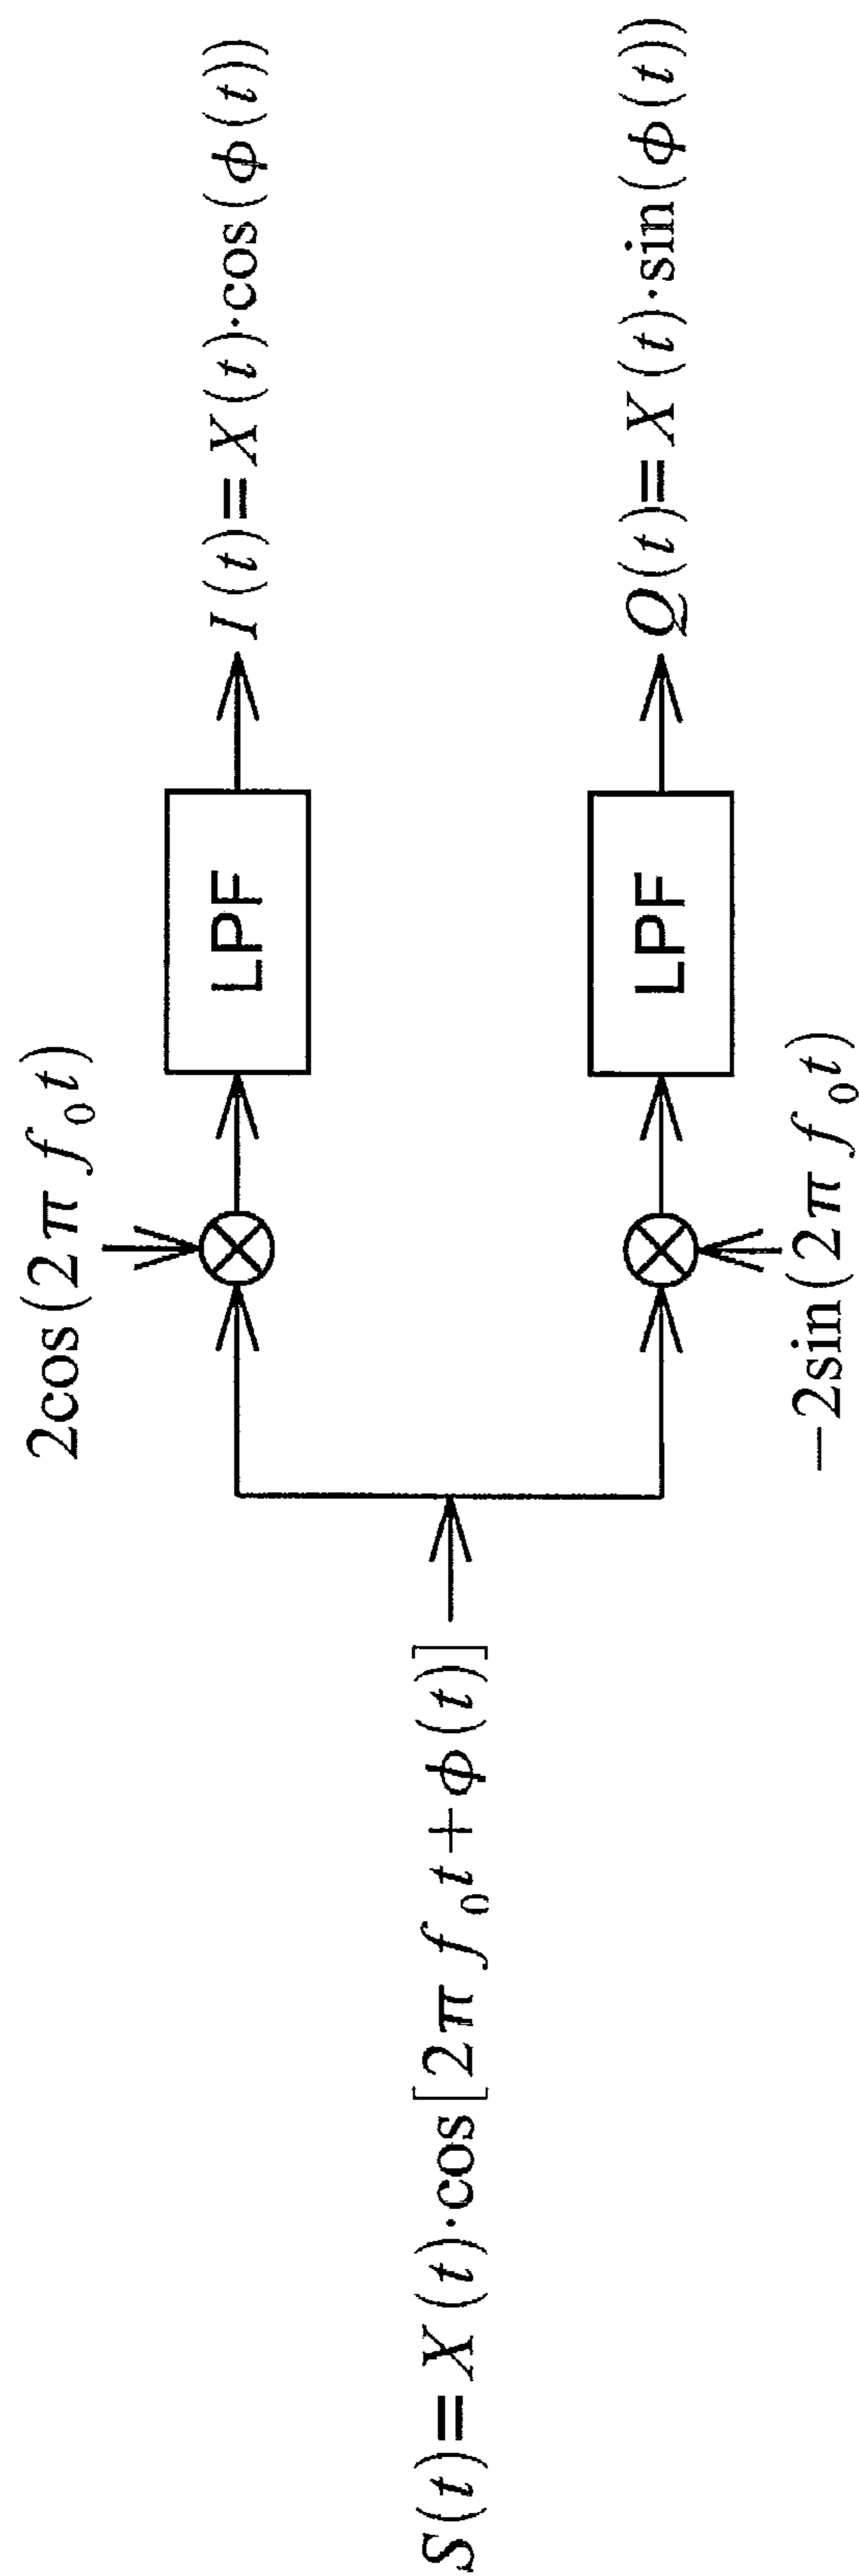 2cos(2π f₀t)
LPF
I(t)=X(t)·cos(ϕ(t))
S(t)=X(t)·cos[2π f₀t+ϕ(t)]
LPF
Q(t)=X(t)·sin(ϕ(t))
−2sin(2π f₀t)